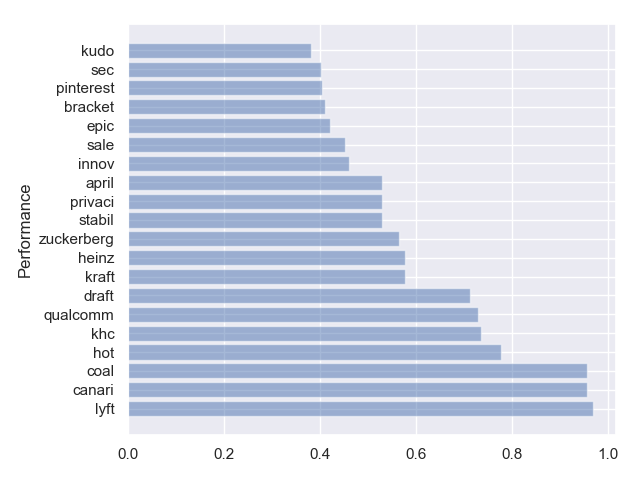 kudo
sec
pinterest
bracket
epic
sale
innov
april
privaci
stabil
zuckerberg
heinz
kraft
draft
qualcomm
khc
hot
coal
canari
lyft
Performance
0.0 0.2 0.4 0.6 0.8 1.0